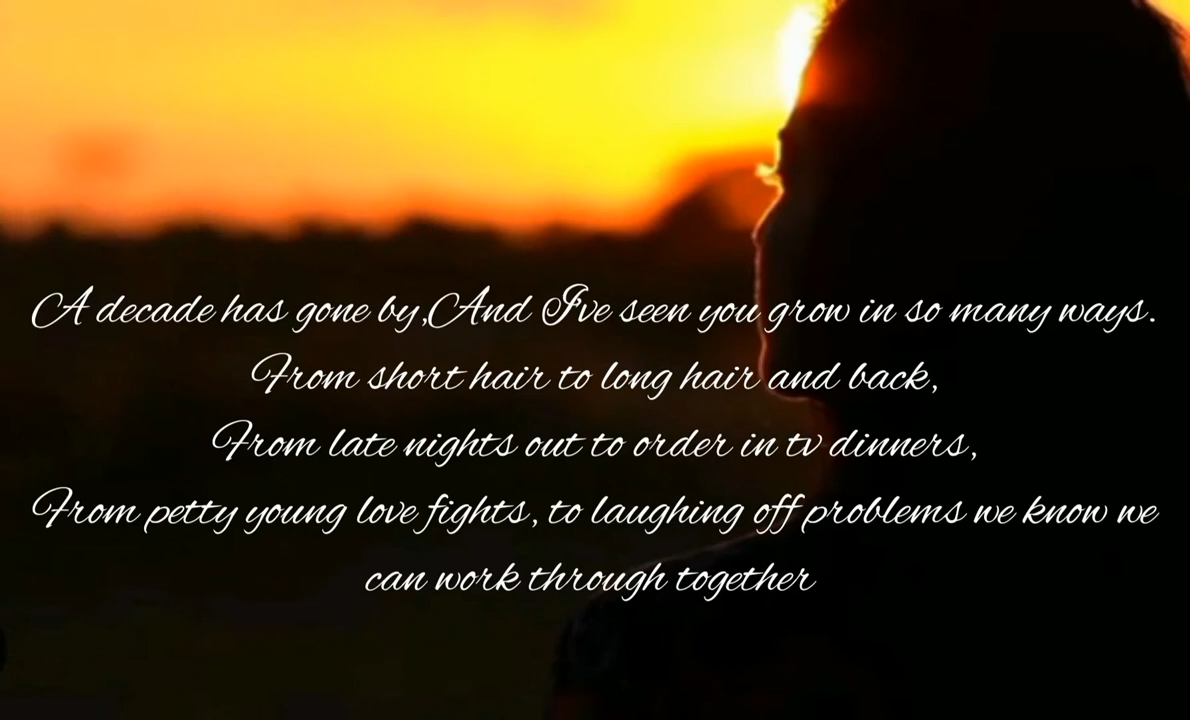 A decade has gone by,And I've seen you grow in so many ways.
From short hair to long hair and back,
From late nights out to order in tv dinners,
From petty young love fights, to laughing off problems we know we
can work through together